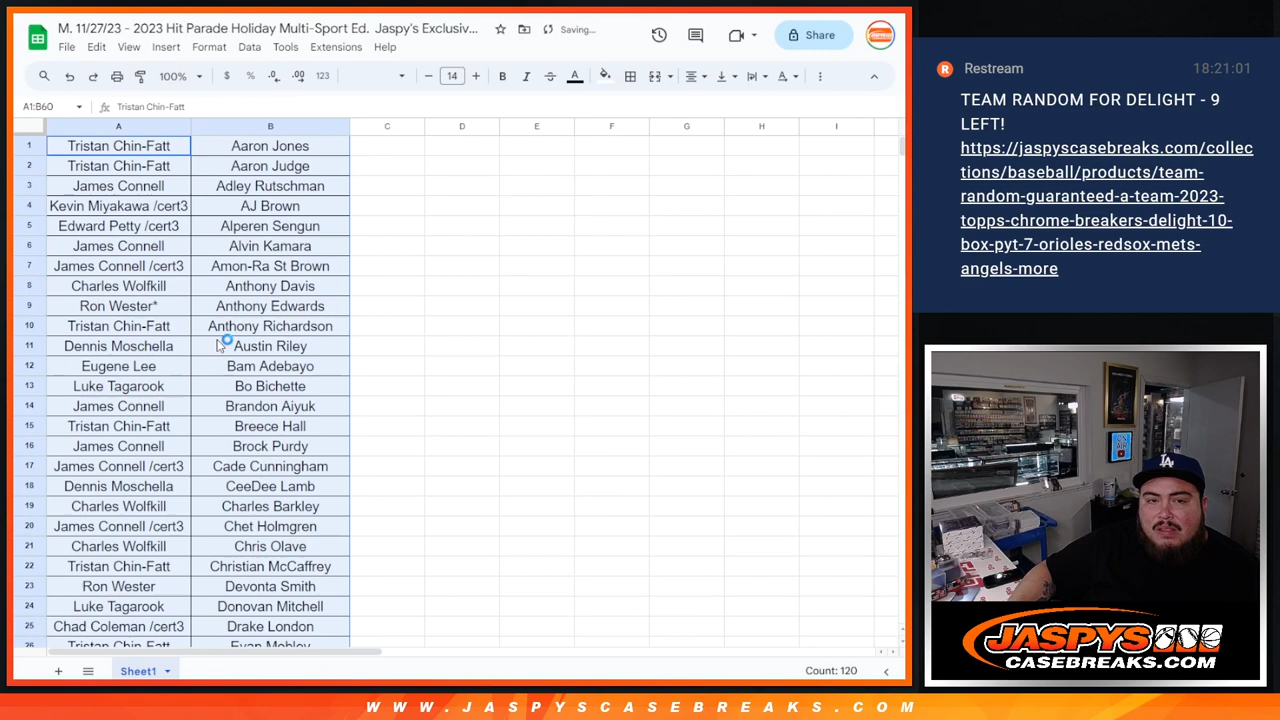 M. 11/27/23 - 2023 Hit Parade Holiday Multi-Sport Ed. Jaspy's Exclusiv... Saving...
File Edit View Insert Format Data Tools Extensions Help
Share
100% $ % .0 .00 123 14 B I A
A1:B60 fx Tristan Chin-Fatt
A B C D E F G H I
1 Tristan Chin-Fatt Aaron Jones
2 Tristan Chin-Fatt Aaron Judge
3 James Connell Adley Rutschman
4 Kevin Miyakawa /cert3 AJ Brown
5 Edward Petty /cert3 Alperen Sengun
6 James Connell Alvin Kamara
7 James Connell /cert3 Amon-Ra St Brown
8 Charles Wolfkill Anthony Davis
9 Ron Wester* Anthony Edwards
10 Tristan Chin-Fatt Anthony Richardson
11 Dennis Moschella Austin Riley
12 Eugene Lee Bam Adebayo
13 Luke Tagarook Bo Bichette
14 James Connell Brandon Aiyuk
15 Tristan Chin-Fatt Breece Hall
16 James Connell Brock Purdy
17 James Connell /cert3 Cade Cunningham
18 Dennis Moschella CeeDee Lamb
19 Charles Wolfkill Charles Barkley
20 James Connell /cert3 Chet Holmgren
21 Charles Wolfkill Chris Olave
22 Tristan Chin-Fatt Christian McCaffrey
23 Ron Wester Devonta Smith
24 Luke Tagarook Donovan Mitchell
25 Chad Coleman /cert3 Drake London
26 Tristan Chin-Fatt Evan Mobley
Sheet1 Count: 120
R Restream 18:21:01
TEAM RANDOM FOR DELIGHT - 9
LEFT!
https://jaspyscasebreaks.com/collec
tions/baseball/products/team-
random-guaranteed-a-team-2023-
topps-chrome-breakers-delight-10-
box-pyt-7-orioles-redsox-mets-
angels-more
ON AIR
LA
JASPYS
CASEBREAKS.COM
WWW.JASPYSCASEBREAKS.COM